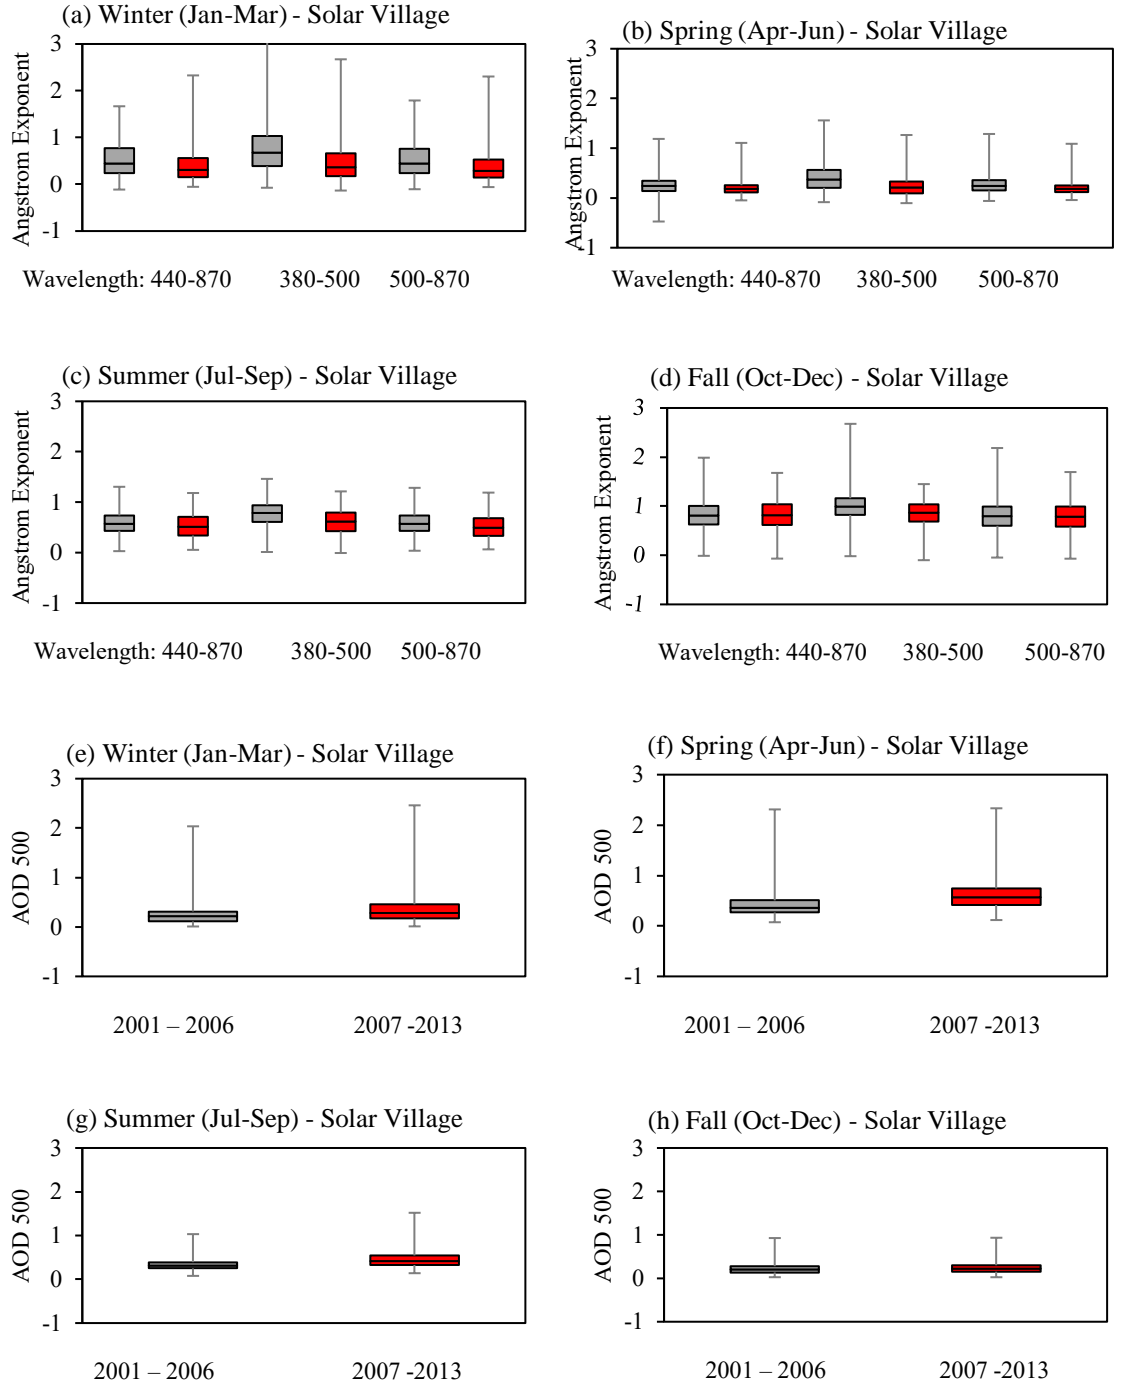 (a) Winter (Jan-Mar) - Solar Village
Angstrom Exponent
3
2
1
0
-1
Wavelength: 440-870 380-500 500-870
(b) Spring (Apr-Jun) - Solar Village
Angstrom Exponent
3
2
1
0
-1
Wavelength: 440-870 380-500 500-870
(c) Summer (Jul-Sep) - Solar Village
Angstrom Exponent
3
2
1
0
-1
Wavelength: 440-870 380-500 500-870
(d) Fall (Oct-Dec) - Solar Village
Angstrom Exponent
3
2
1
0
-1
Wavelength: 440-870 380-500 500-870
(e) Winter (Jan-Mar) - Solar Village
AOD 500
3
2
1
0
-1
2001 – 2006 2007 -2013
(f) Spring (Apr-Jun) - Solar Village
AOD 500
3
2
1
0
-1
2001 – 2006 2007 -2013
(g) Summer (Jul-Sep) - Solar Village
AOD 500
3
2
1
0
-1
2001 – 2006 2007 -2013
(h) Fall (Oct-Dec) - Solar Village
AOD 500
3
2
1
0
-1
2001 – 2006 2007 -2013